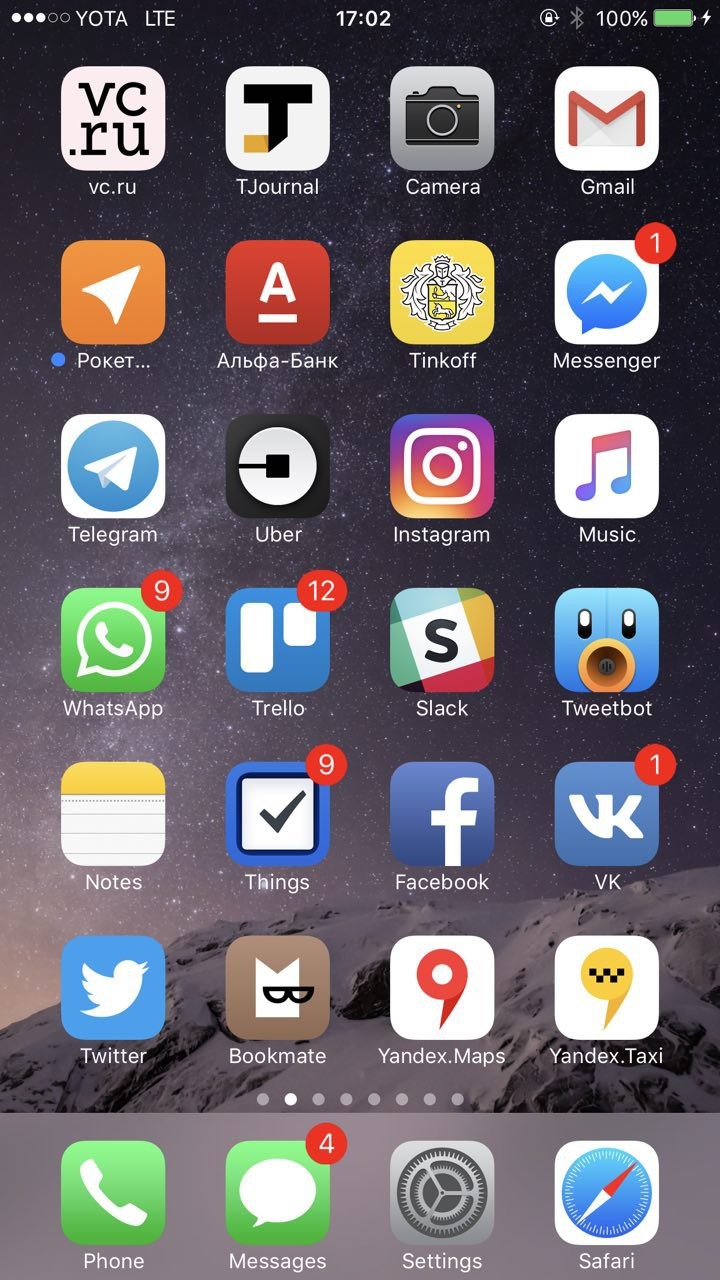 YOTA LTE 17:02 100%
vc
.ru
T
vc.ru TJournal Camera Gmail
А
1
Рокет... Альфа-Банк Tinkoff Messenger
Telegram Uber Instagram Music
9 12
S
WhatsApp Trello Slack Tweetbot
9 1
f
VK
Notes Things Facebook VK
Twitter Bookmate Yandex.Maps Yandex.Taxi
4
Phone Messages Settings Safari